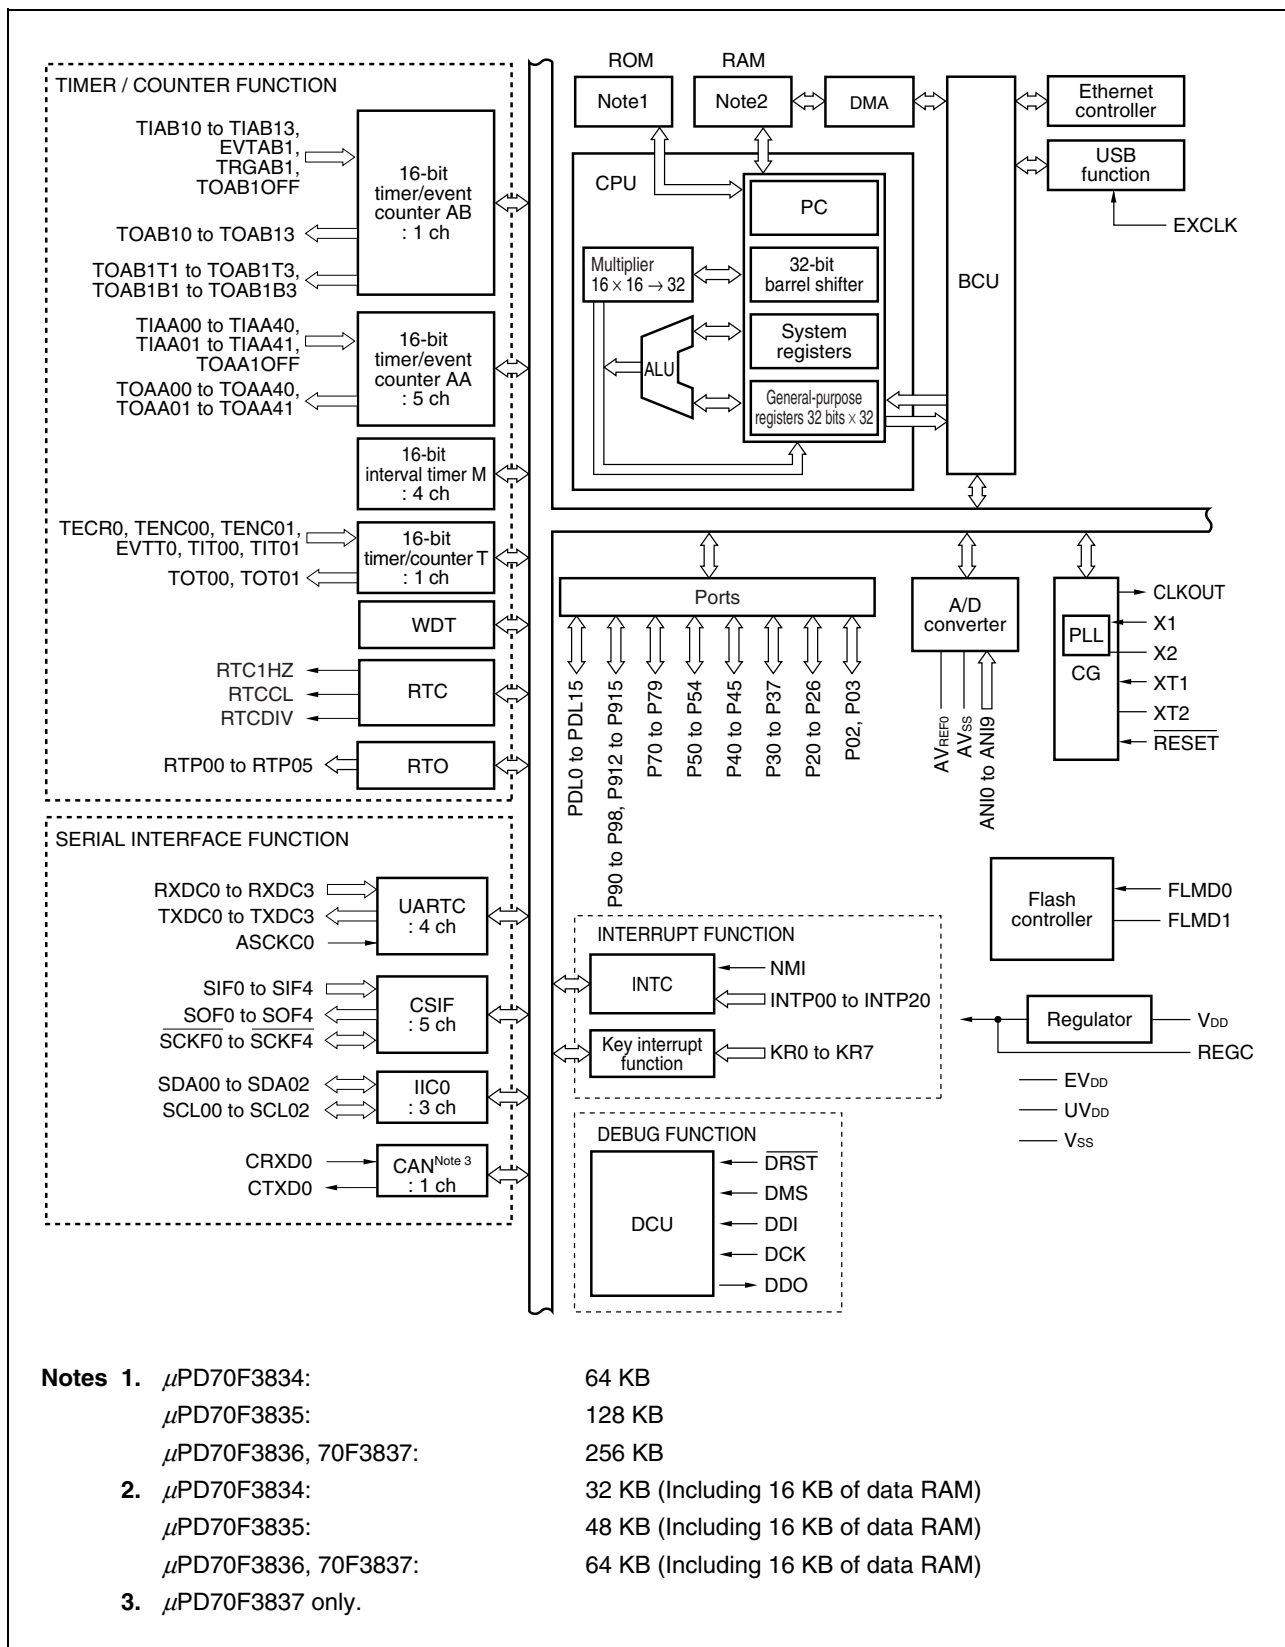 TIMER / COUNTER FUNCTION
TIAB10 to TIAB13,
EVTAB1,
TRGAB1,
TOAB1OFF
TOAB10 to TOAB13
TOAB1T1 to TOAB1T3,
TOAB1B1 to TOAB1B3
16-bit
timer/event
counter AB
: 1 ch
TIAA00 to TIAA40,
TIAA01 to TIAA41,
TOAA1OFF
TOAA00 to TOAA40,
TOAA01 to TOAA41
16-bit
timer/event
counter AA
: 5 ch
16-bit
interval timer M
: 4 ch
TECR0, TENC00, TENC01,
EVTT0, TIT00, TIT01
TOT00, TOT01
16-bit
timer/counter T
: 1 ch
WDT
RTC1HZ
RTCCL
RTCDIV
RTC
RTP00 to RTP05
RTO
SERIAL INTERFACE FUNCTION
RXDC0 to RXDC3
TXDC0 to TXDC3
ASCKC0
UARTC
: 4 ch
SIF0 to SIF4
SOF0 to SOF4
SCKF0 to SCKF4
CSIF
: 5 ch
SDA00 to SDA02
SCL00 to SCL02
IIC0
: 3 ch
CRXD0
CTXD0
CAN Note 3
: 1 ch
ROM
Note1
RAM
Note2
DMA
BCU
Ethernet
controller
USB
function
EXCLK
CPU
PC
Multiplier
16 × 16 → 32
32-bit
barrel shifter
ALU
System
registers
General-purpose
registers 32 bits × 32
Ports
PDL0 to PDL15
P90 to P98, P912 to P915
P70 to P79
P50 to P54
P40 to P45
P30 to P37
P20 to P26
P02, P03
A/D
converter
AVREF0
AVSS
ANI0 to ANI9
PLL
CG
CLKOUT
X1
X2
XT1
XT2
RESET
Flash
controller
FLMD0
FLMD1
INTERRUPT FUNCTION
INTC
NMI
INTP00 to INTP20
Key interrupt
function
KR0 to KR7
Regulator
VDD
REGC
EVDD
UVDD
VSS
DEBUG FUNCTION
DCU
DRST
DMS
DDI
DCK
DDO
Notes 1. μPD70F3834: 64 KB
μPD70F3835: 128 KB
μPD70F3836, 70F3837: 256 KB
2. μPD70F3834: 32 KB (Including 16 KB of data RAM)
μPD70F3835: 48 KB (Including 16 KB of data RAM)
μPD70F3836, 70F3837: 64 KB (Including 16 KB of data RAM)
3. μPD70F3837 only.